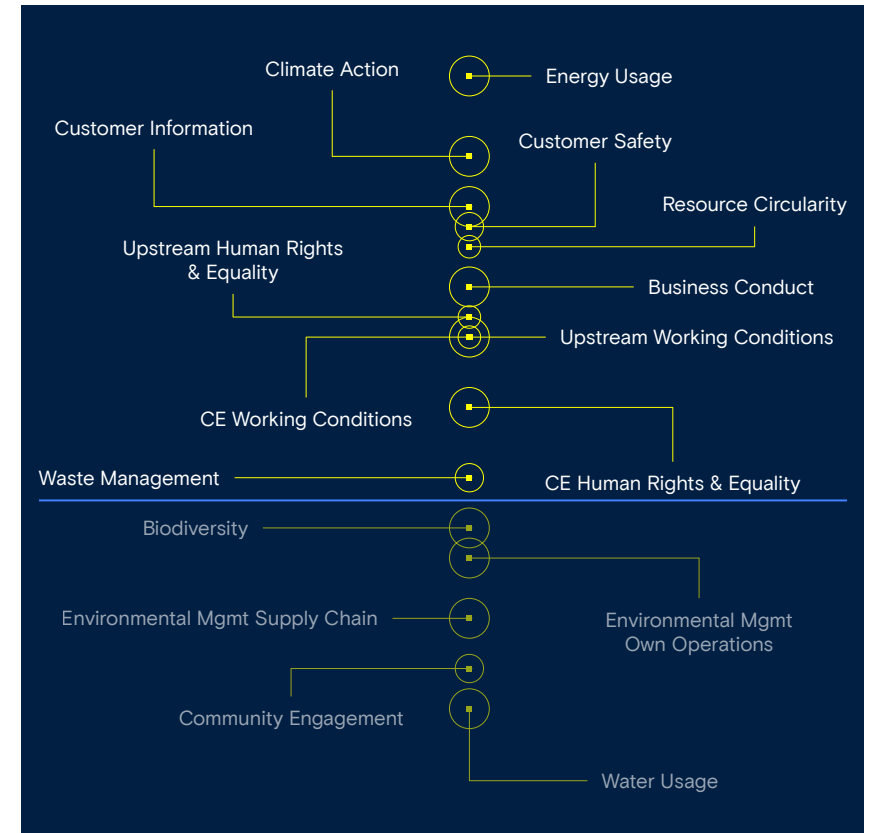 Climate Action
Energy Usage
Customer Information
Customer Safety
Resource Circularity
Upstream Human Rights
& Equality
Business Conduct
Upstream Working Conditions
CE Working Conditions
Waste Management
CE Human Rights & Equality
Biodiversity
Environmental Mgmt Supply Chain
Environmental Mgmt
Own Operations
Community Engagement
Water Usage